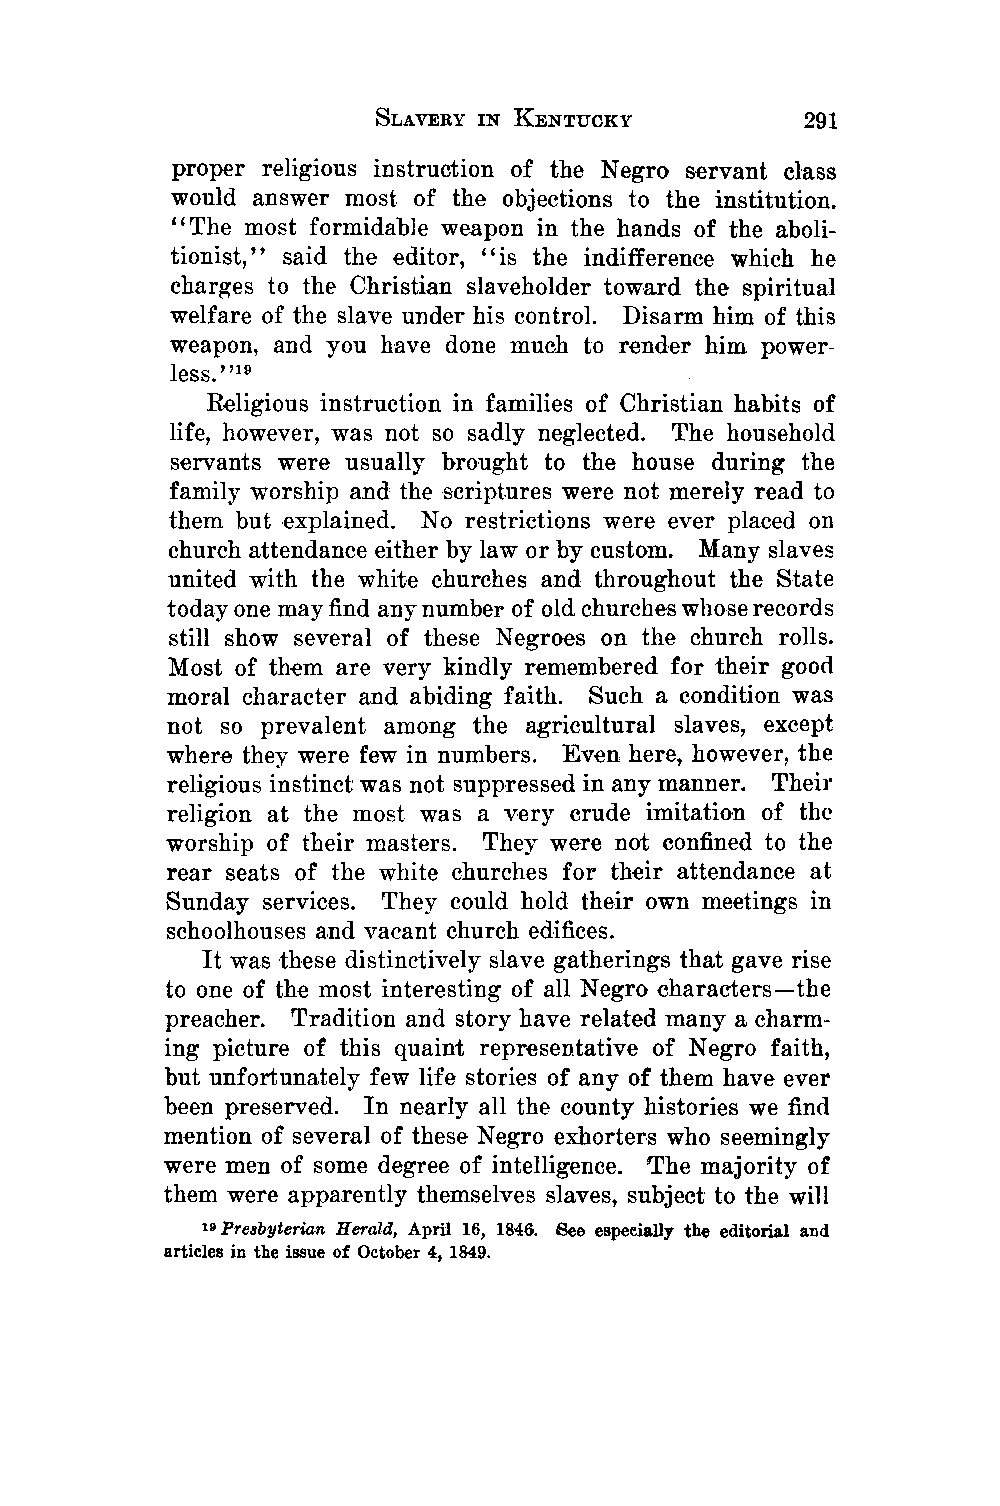 SLAVERY IN KENTUCKY 291
proper religious instruction of the Negro servant class
would answer most of the objections to the institution.
"The most formidable weapon in the hands of the aboli-
tionist," said the editor, "is the indifference which he
charges to the Christian slaveholder toward the spiritual
welfare of the slave under his control. Disarm him of this
weapon, and you have done much to render him power-
less."¹⁹
Religious instruction in families of Christian habits of
life, however, was not so sadly neglected. The household
servants were usually brought to the house during the
family worship and the scriptures were not merely read to
them but explained. No restrictions were ever placed on
church attendance either by law or by custom. Many slaves
united with the white churches and throughout the State
today one may find any number of old churches whose records
still show several of these Negroes on the church rolls.
Most of them are very kindly remembered for their good
moral character and abiding faith. Such a condition was
not so prevalent among the agricultural slaves, except
where they were few in numbers. Even here, however, the
religious instinct was not suppressed in any manner. Their
religion at the most was a very crude imitation of the
worship of their masters. They were not confined to the
rear seats of the white churches for their attendance at
Sunday services. They could hold their own meetings in
schoolhouses and vacant church edifices.
It was these distinctively slave gatherings that gave rise
to one of the most interesting of all Negro characters—the
preacher. Tradition and story have related many a charm-
ing picture of this quaint representative of Negro faith,
but unfortunately few life stories of any of them have ever
been preserved. In nearly all the county histories we find
mention of several of these Negro exhorters who seemingly
were men of some degree of intelligence. The majority of
them were apparently themselves slaves, subject to the will
¹⁹ Presbyterian Herald, April 16, 1846. See especially the editorial and
articles in the issue of October 4, 1849.